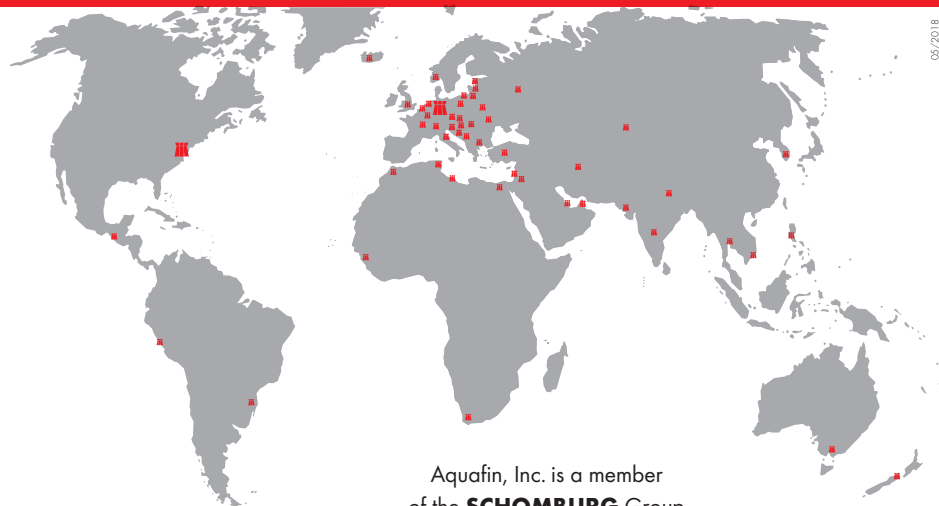 05/2018
Aquafin, Inc. is a member
of the SCHOMBURG Group